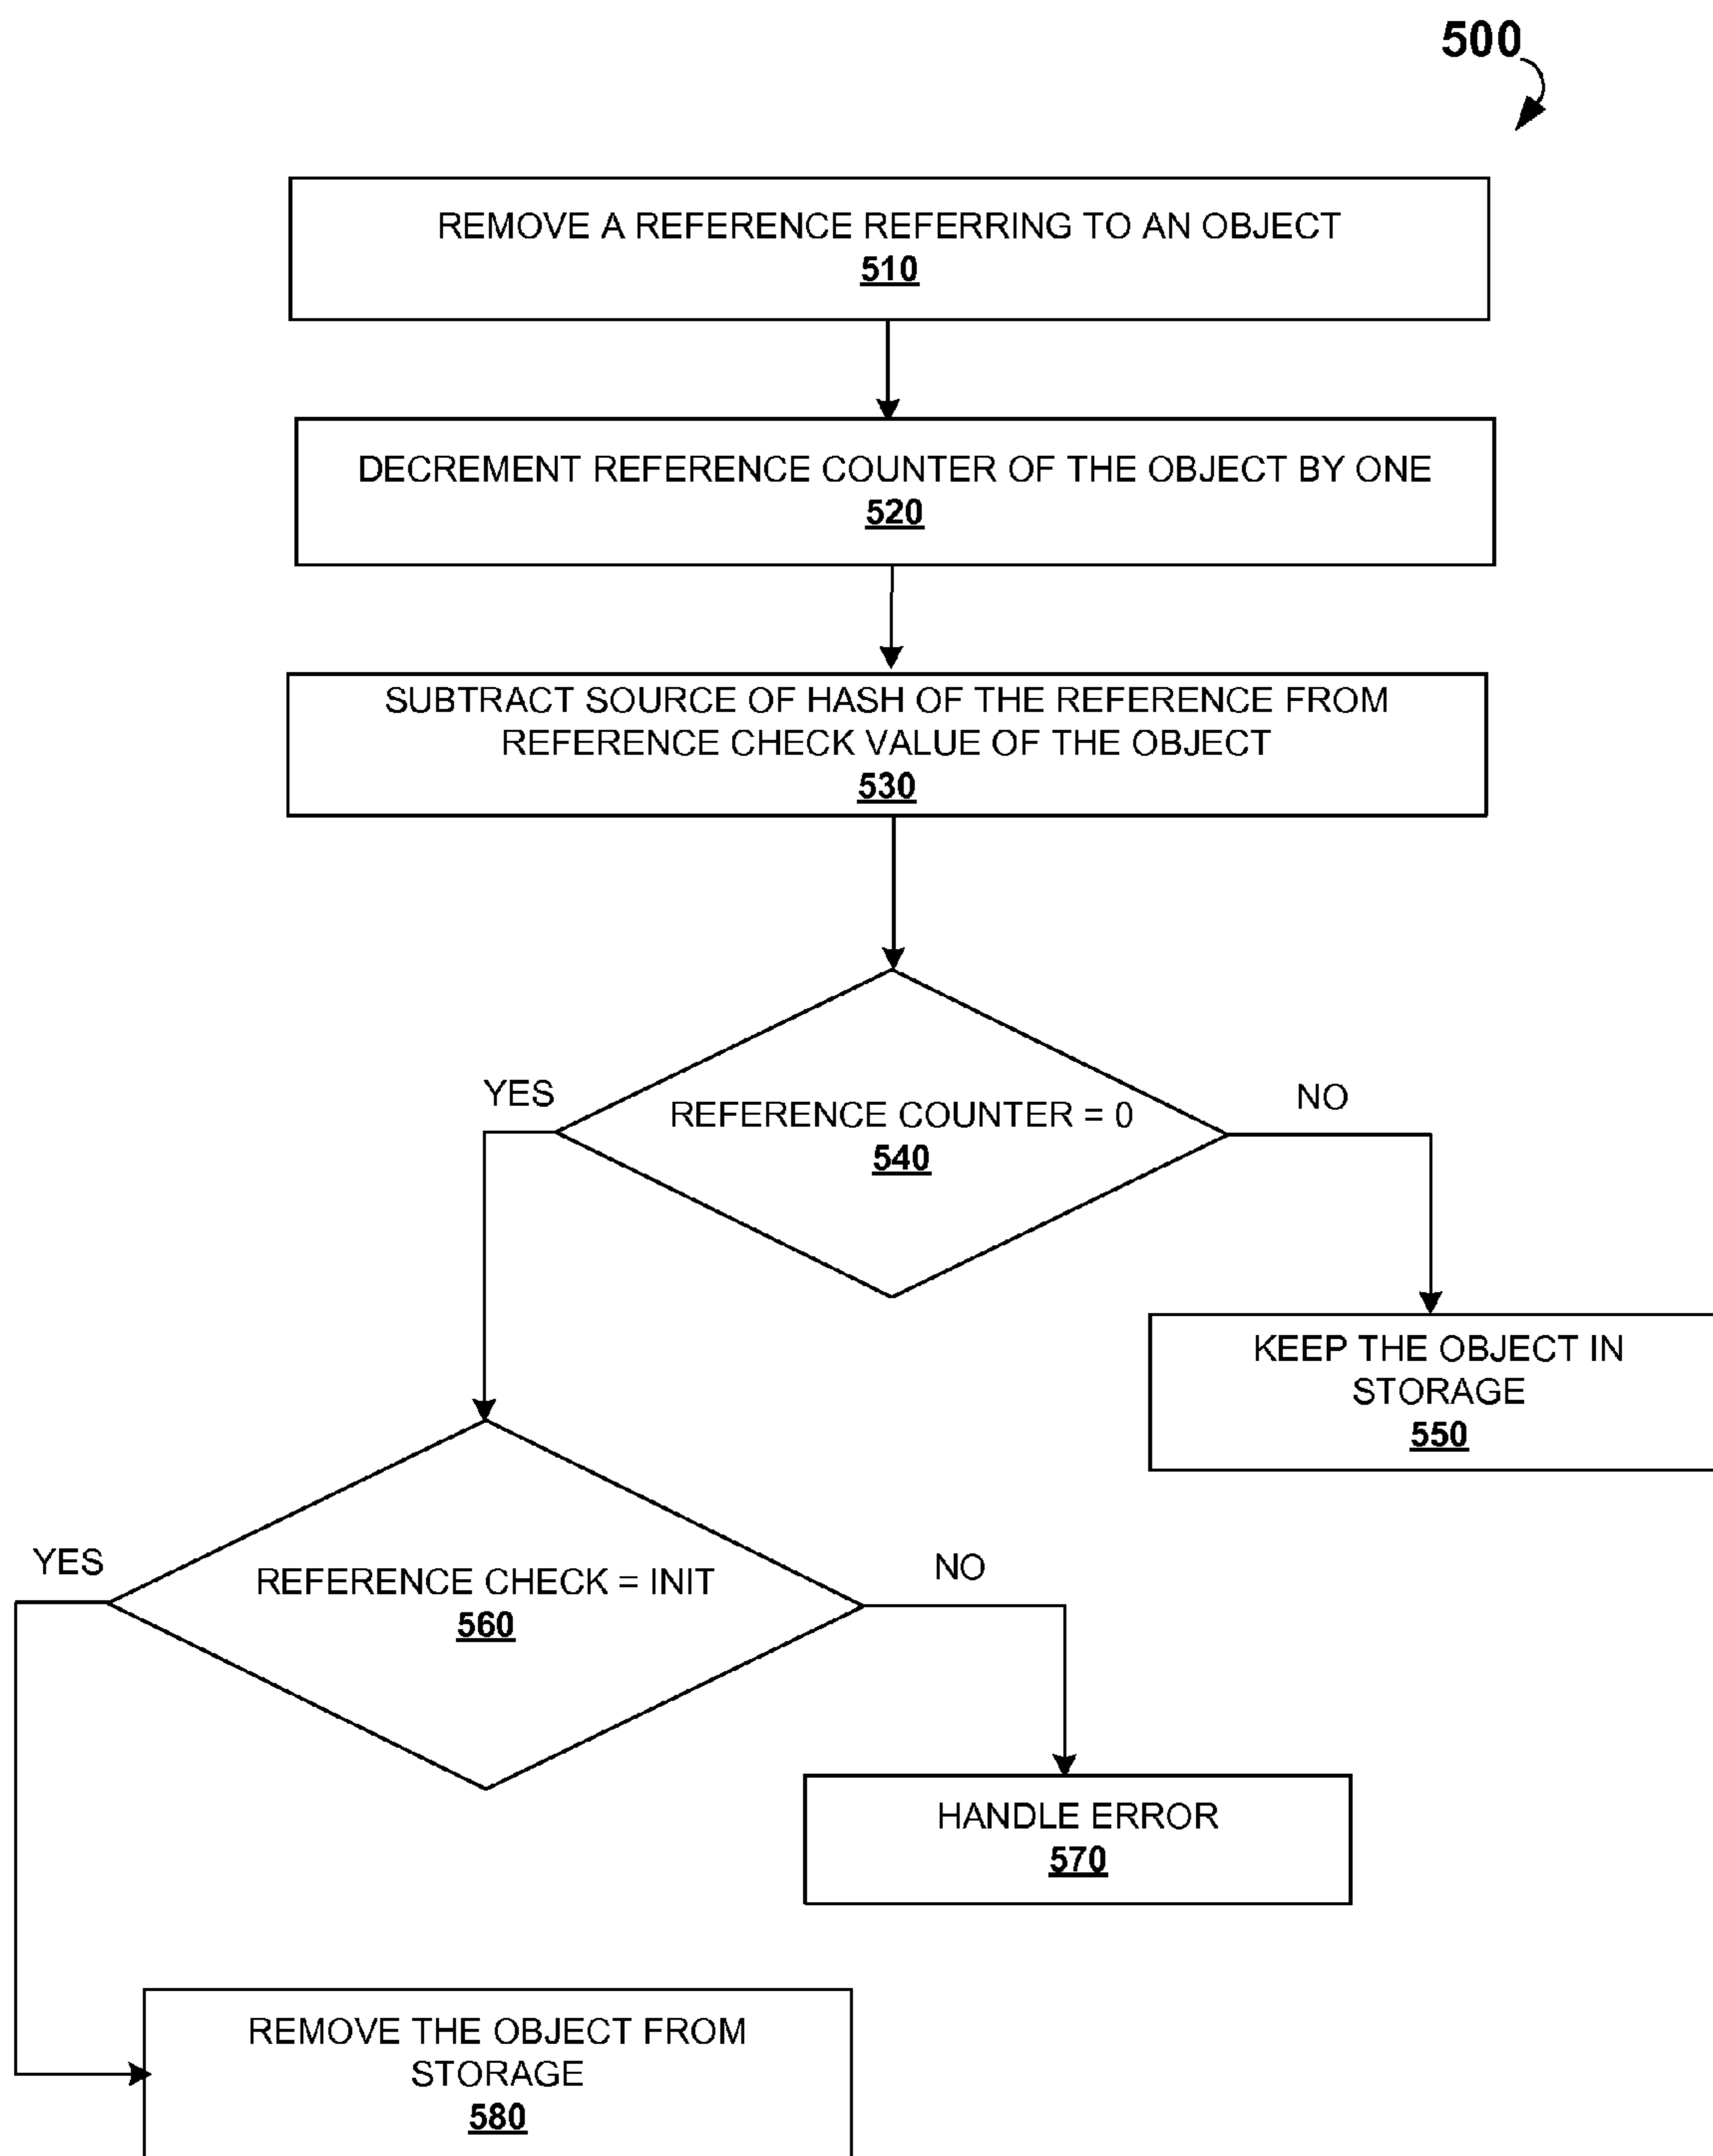 500
REMOVE A REFERENCE REFERRING TO AN OBJECT
510
DECREMENT REFERENCE COUNTER OF THE OBJECT BY ONE
520
SUBTRACT SOURCE OF HASH OF THE REFERENCE FROM
REFERENCE CHECK VALUE OF THE OBJECT
530
YES
NO
REFERENCE COUNTER = 0
540
KEEP THE OBJECT IN
STORAGE
550
YES
NO
REFERENCE CHECK = INIT
560
HANDLE ERROR
570
REMOVE THE OBJECT FROM
STORAGE
580